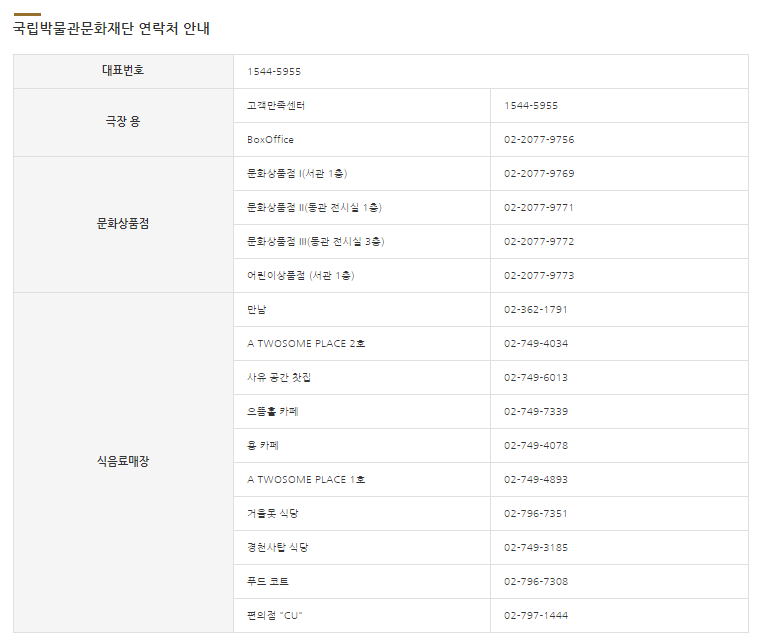 국립박물관문화재단 연락처 안내
대표번호 1544-5955
극장 용
고객만족센터 1544-5955
BoxOffice 02-2077-9756
문화상품점
문화상품점 I(서관 1층) 02-2077-9769
문화상품점 II(동관 전시실 1층) 02-2077-9771
문화상품점 III(동관 전시실 3층) 02-2077-9772
어린이상품점 (서관 1층) 02-2077-9773
식음료매장
만남 02-362-1791
A TWOSOME PLACE 2호 02-749-4034
사유 공간 찻집 02-749-6013
으뜸홀 카페 02-749-7339
용 카페 02-749-4078
A TWOSOME PLACE 1호 02-749-4893
거울못 식당 02-796-7351
경천사탑 식당 02-749-3185
푸드 코트 02-796-7308
편의점 "CU" 02-797-1444